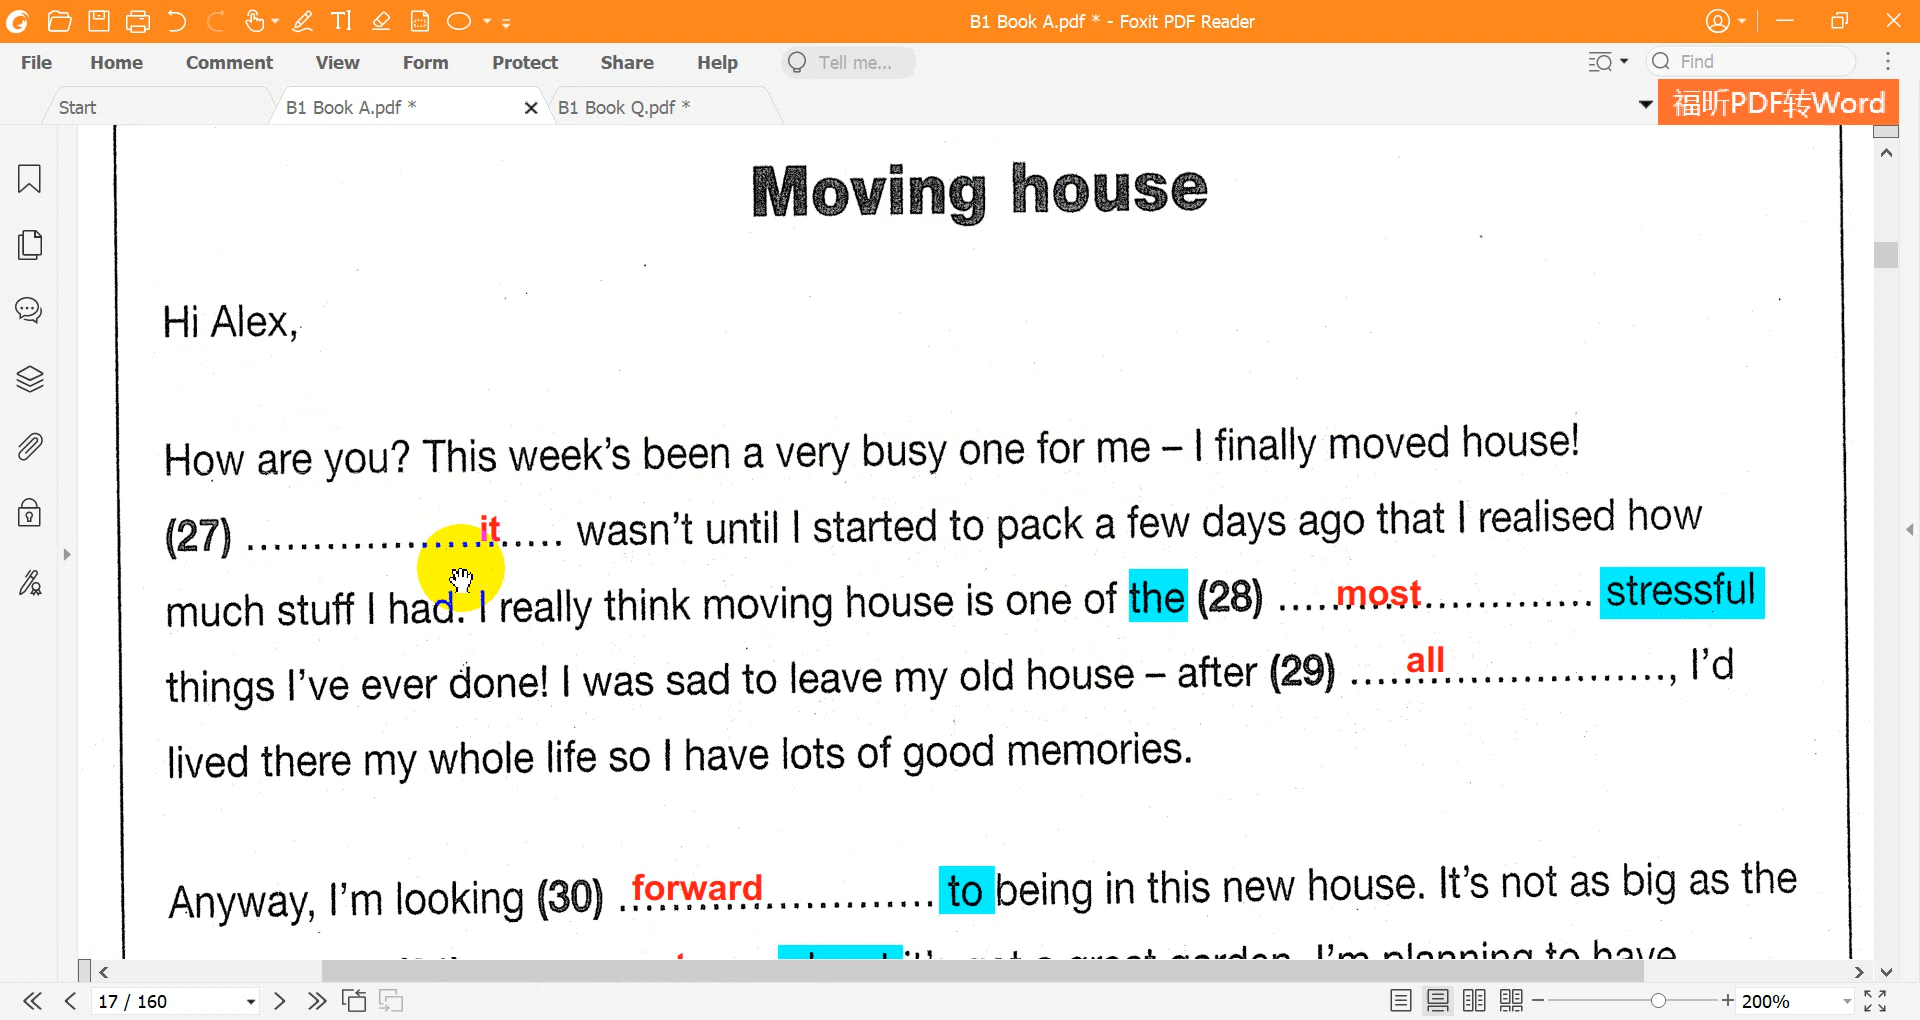 B1 Book A.pdf * - Foxit PDF Reader
File Home Comment View Form Protect Share Help Tell me... Find
Start B1 Book A.pdf * B1 Book Q.pdf * 福昕PDF转Word
Moving house
Hi Alex,
How are you? This week's been a very busy one for me – I finally moved house!
(27) .......................it..... wasn't until I started to pack a few days ago that I realised how
much stuff I had. I really think moving house is one of the (28) ....most............... stressful
things I've ever done! I was sad to leave my old house – after (29) ....all......................, I'd
lived there my whole life so I have lots of good memories.
Anyway, I'm looking (30) forward............. to being in this new house. It's not as big as the
got a great garden. I'm planning to have
17 / 160 200%